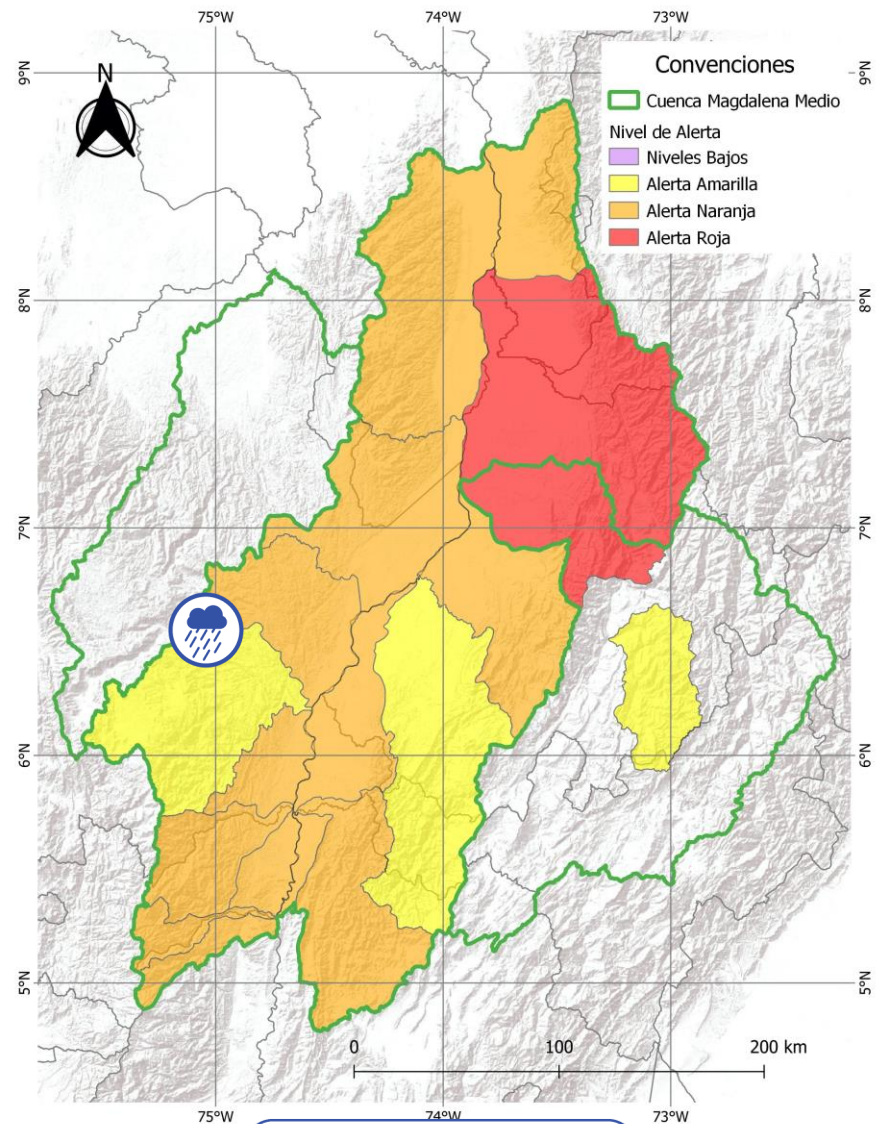 75°W 74°W 73°W
N
Convenciones
Cuenca Magdalena Medio
Nivel de Alerta
Niveles Bajos
Alerta Amarilla
Alerta Naranja
Alerta Roja
9°N 9°N
8°N 8°N
7°N 7°N
6°N 6°N
5°N 5°N
0 100 200 km
75°W 74°W 73°W